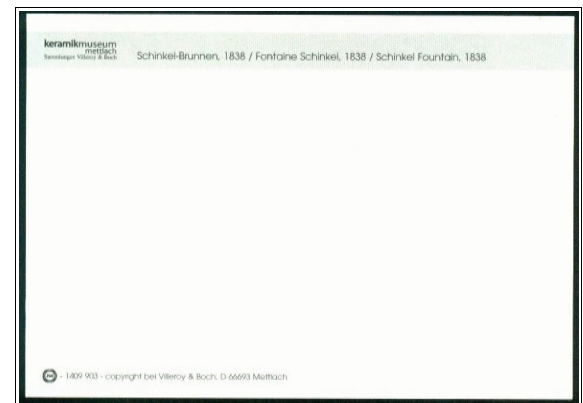 keramikmuseum
mettlach
Sammlungen Villeroy & Boch
Schinkel-Brunnen, 1838 / Fontaine Schinkel, 1838 / Schinkel Fountain, 1838
- 1409 903 - copyright bei Villeroy & Boch, D 66693 Mettlach